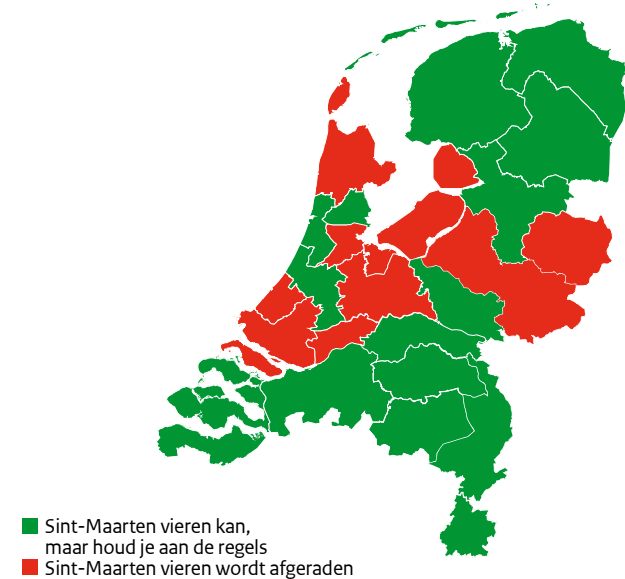 Sint-Maarten vieren kan,
maar houd je aan de regels
Sint-Maarten vieren wordt afgeraden